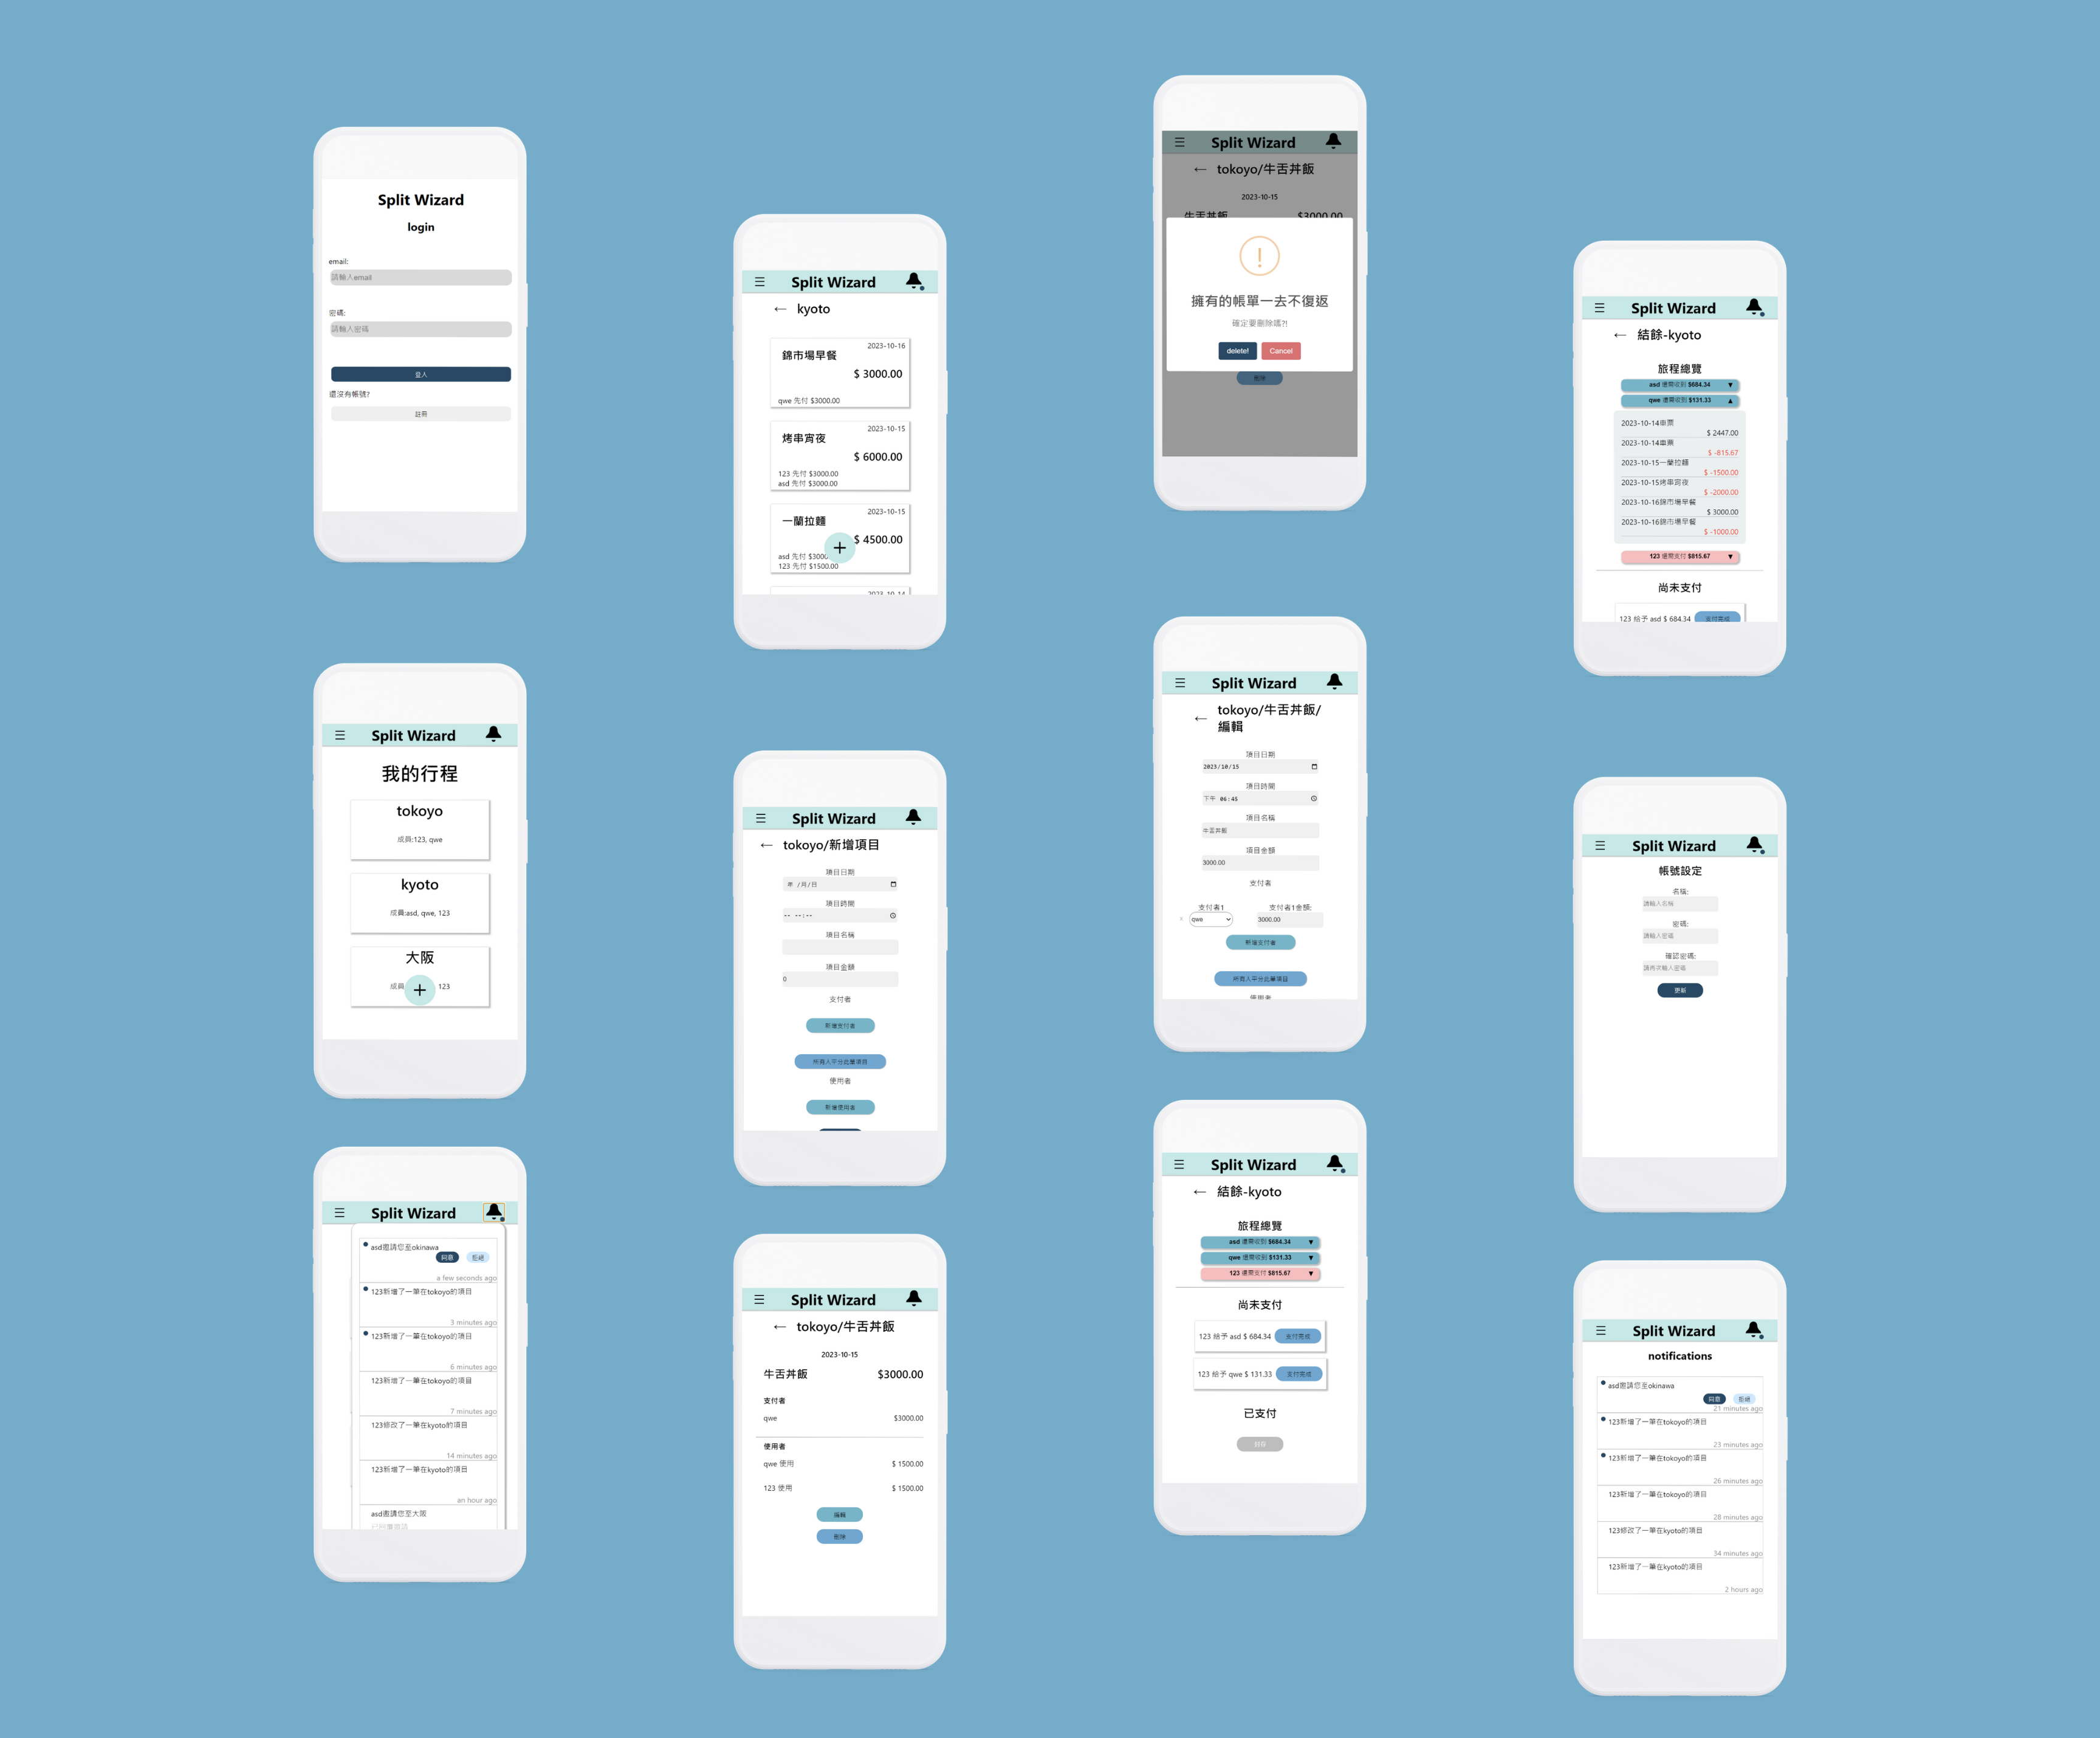 Split Wizard
login
email:
請輸入email
密碼:
請輸入密碼
登入
還沒有帳號?
註冊
Split Wizard
我的行程
tokoyo
成員:123, qwe
kyoto
成員:asd, qwe, 123
大阪
成員
+
123
Split Wizard
asd邀請您至okinawa
同意
拒絕
a few seconds ago
123新增了一筆在tokoyo的項目
3 minutes ago
123新增了一筆在tokoyo的項目
6 minutes ago
123新增了一筆在tokoyo的項目
7 minutes ago
123修改了一筆在kyoto的項目
14 minutes ago
123新增了一筆在kyoto的項目
an hour ago
asd邀請您至大阪
已同意邀請
Split Wizard
← kyoto
2023-10-16
錦市場早餐
$ 3000.00
qwe 先付 $3000.00
2023-10-15
烤串宵夜
$ 6000.00
123 先付 $3000.00
asd 先付 $3000.00
2023-10-15
一蘭拉麵
$ 4500.00
asd 先付 $3000
+
123 先付 $1500.00
2023-10-14
Split Wizard
← tokoyo/新增項目
項目日期
年 /月/日
項目時間
-- --:--
項目名稱
項目金額
0
支付者
新增支付者
所有人平分此筆項目
使用者
新增使用者
Split Wizard
← tokoyo/牛舌丼飯
2023-10-15
牛舌丼飯 $3000.00
支付者
qwe $3000.00
使用者
qwe 使用 $ 1500.00
123 使用 $ 1500.00
編輯
刪除
Split Wizard
← tokoyo/牛舌丼飯
2023-10-15
牛舌丼飯 $3000.00
!
擁有的帳單一去不復返
確定要刪除嗎?!
delete!
Cancel
刪除
Split Wizard
← tokoyo/牛舌丼飯/
編輯
項目日期
2023/10/15
項目時間
下午 06:45
項目名稱
牛舌丼飯
項目金額
3000.00
支付者
支付者1 支付者1金額:
x qwe 3000.00
新增支付者
所有人平分此筆項目
使用者
Split Wizard
← 結餘-kyoto
旅程總覽
asd 還需收到 $684.34 ▼
qwe 還需收到 $131.33 ▼
123 還需支付 $815.67 ▼
尚未支付
123 給予 asd $ 684.34 支付完成
123 給予 qwe $ 131.33 支付完成
已支付
封存
Split Wizard
← 結餘-kyoto
旅程總覽
asd 還需收到 $684.34 ▼
qwe 還需收到 $131.33 ▲
2023-10-14車票
$ 2447.00
2023-10-14車票
$ -815.67
2023-10-15一蘭拉麵
$ -1500.00
2023-10-15烤串宵夜
$ -2000.00
2023-10-16錦市場早餐
$ 3000.00
2023-10-16錦市場早餐
$ -1000.00
123 還需支付 $815.67 ▼
尚未支付
123 給予 asd $ 684.34 支付完成
Split Wizard
帳號設定
名稱:
請輸入名稱
密碼:
請輸入密碼
確認密碼:
請再次輸入密碼
更新
Split Wizard
notifications
asd邀請您至okinawa
同意
拒絕
21 minutes ago
123新增了一筆在tokoyo的項目
23 minutes ago
123新增了一筆在tokoyo的項目
26 minutes ago
123新增了一筆在tokoyo的項目
28 minutes ago
123修改了一筆在kyoto的項目
34 minutes ago
123新增了一筆在kyoto的項目
2 hours ago